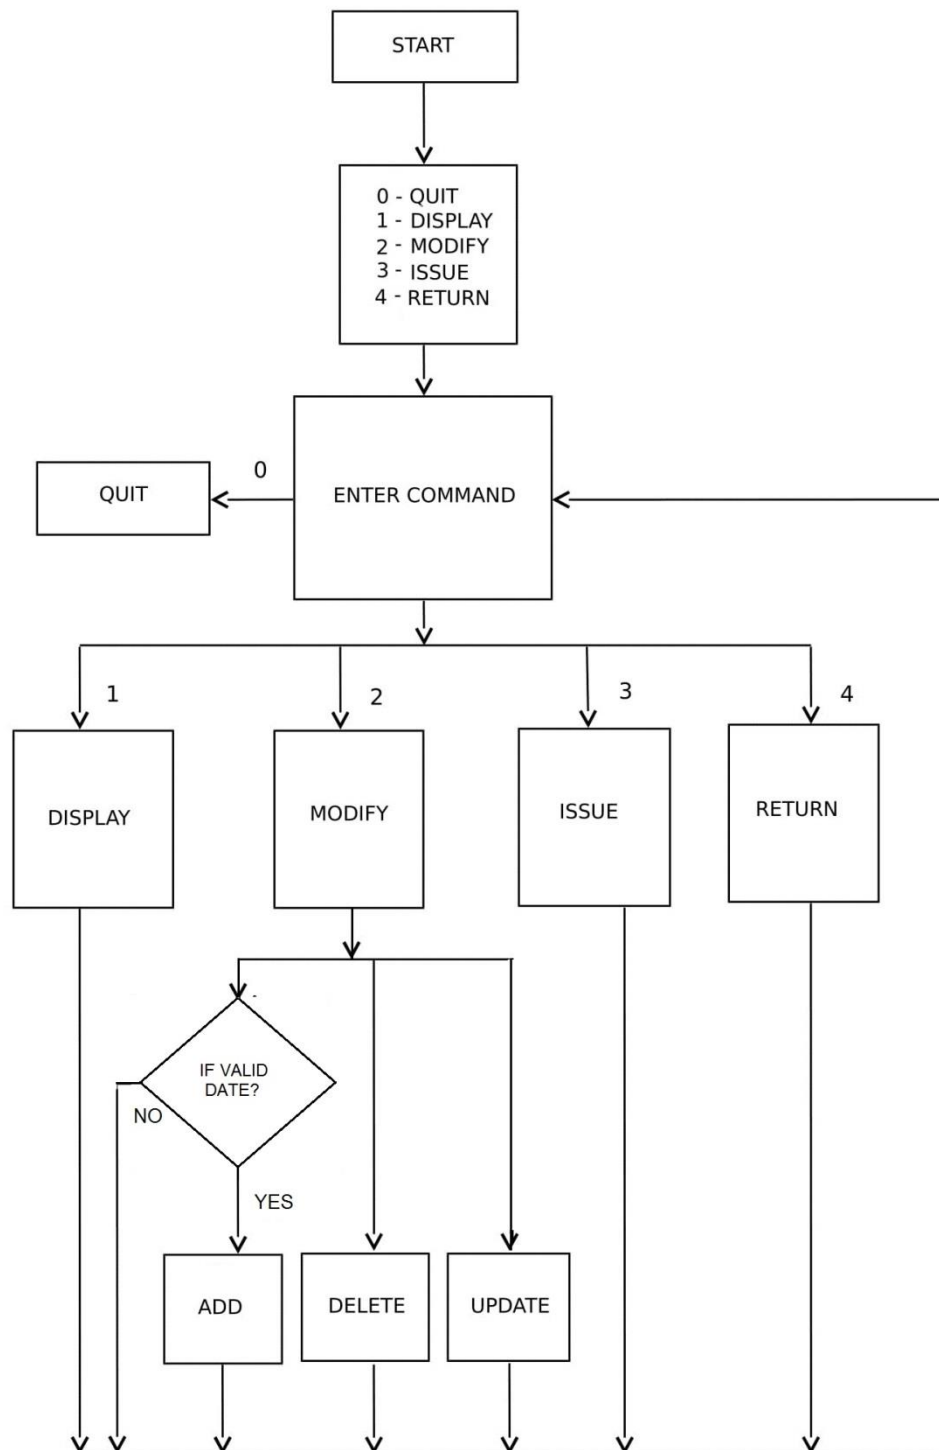 START
0 - QUIT
1 - DISPLAY
2 - MODIFY
3 - ISSUE
4 - RETURN
0
QUIT
ENTER COMMAND
1
2
3
4
DISPLAY
MODIFY
ISSUE
RETURN
IF VALID
DATE?
NO
YES
ADD
DELETE
UPDATE